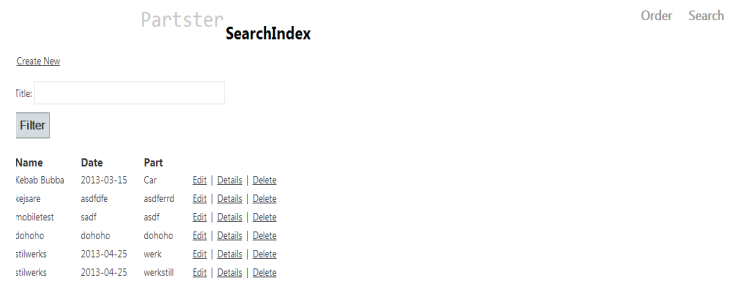 Partster
SearchIndex
Order Search
Create New
Title:
Filter
Name Date Part
Kebab Bubba 2013-03-15 Car Edit | Details | Delete
kejsare asdfdfe asdferrd Edit | Details | Delete
mobiletest sadf asdf Edit | Details | Delete
dohoho dohoho dohoho Edit | Details | Delete
stilwerks 2013-04-25 werk Edit | Details | Delete
stilwerks 2013-04-25 werkstill Edit | Details | Delete